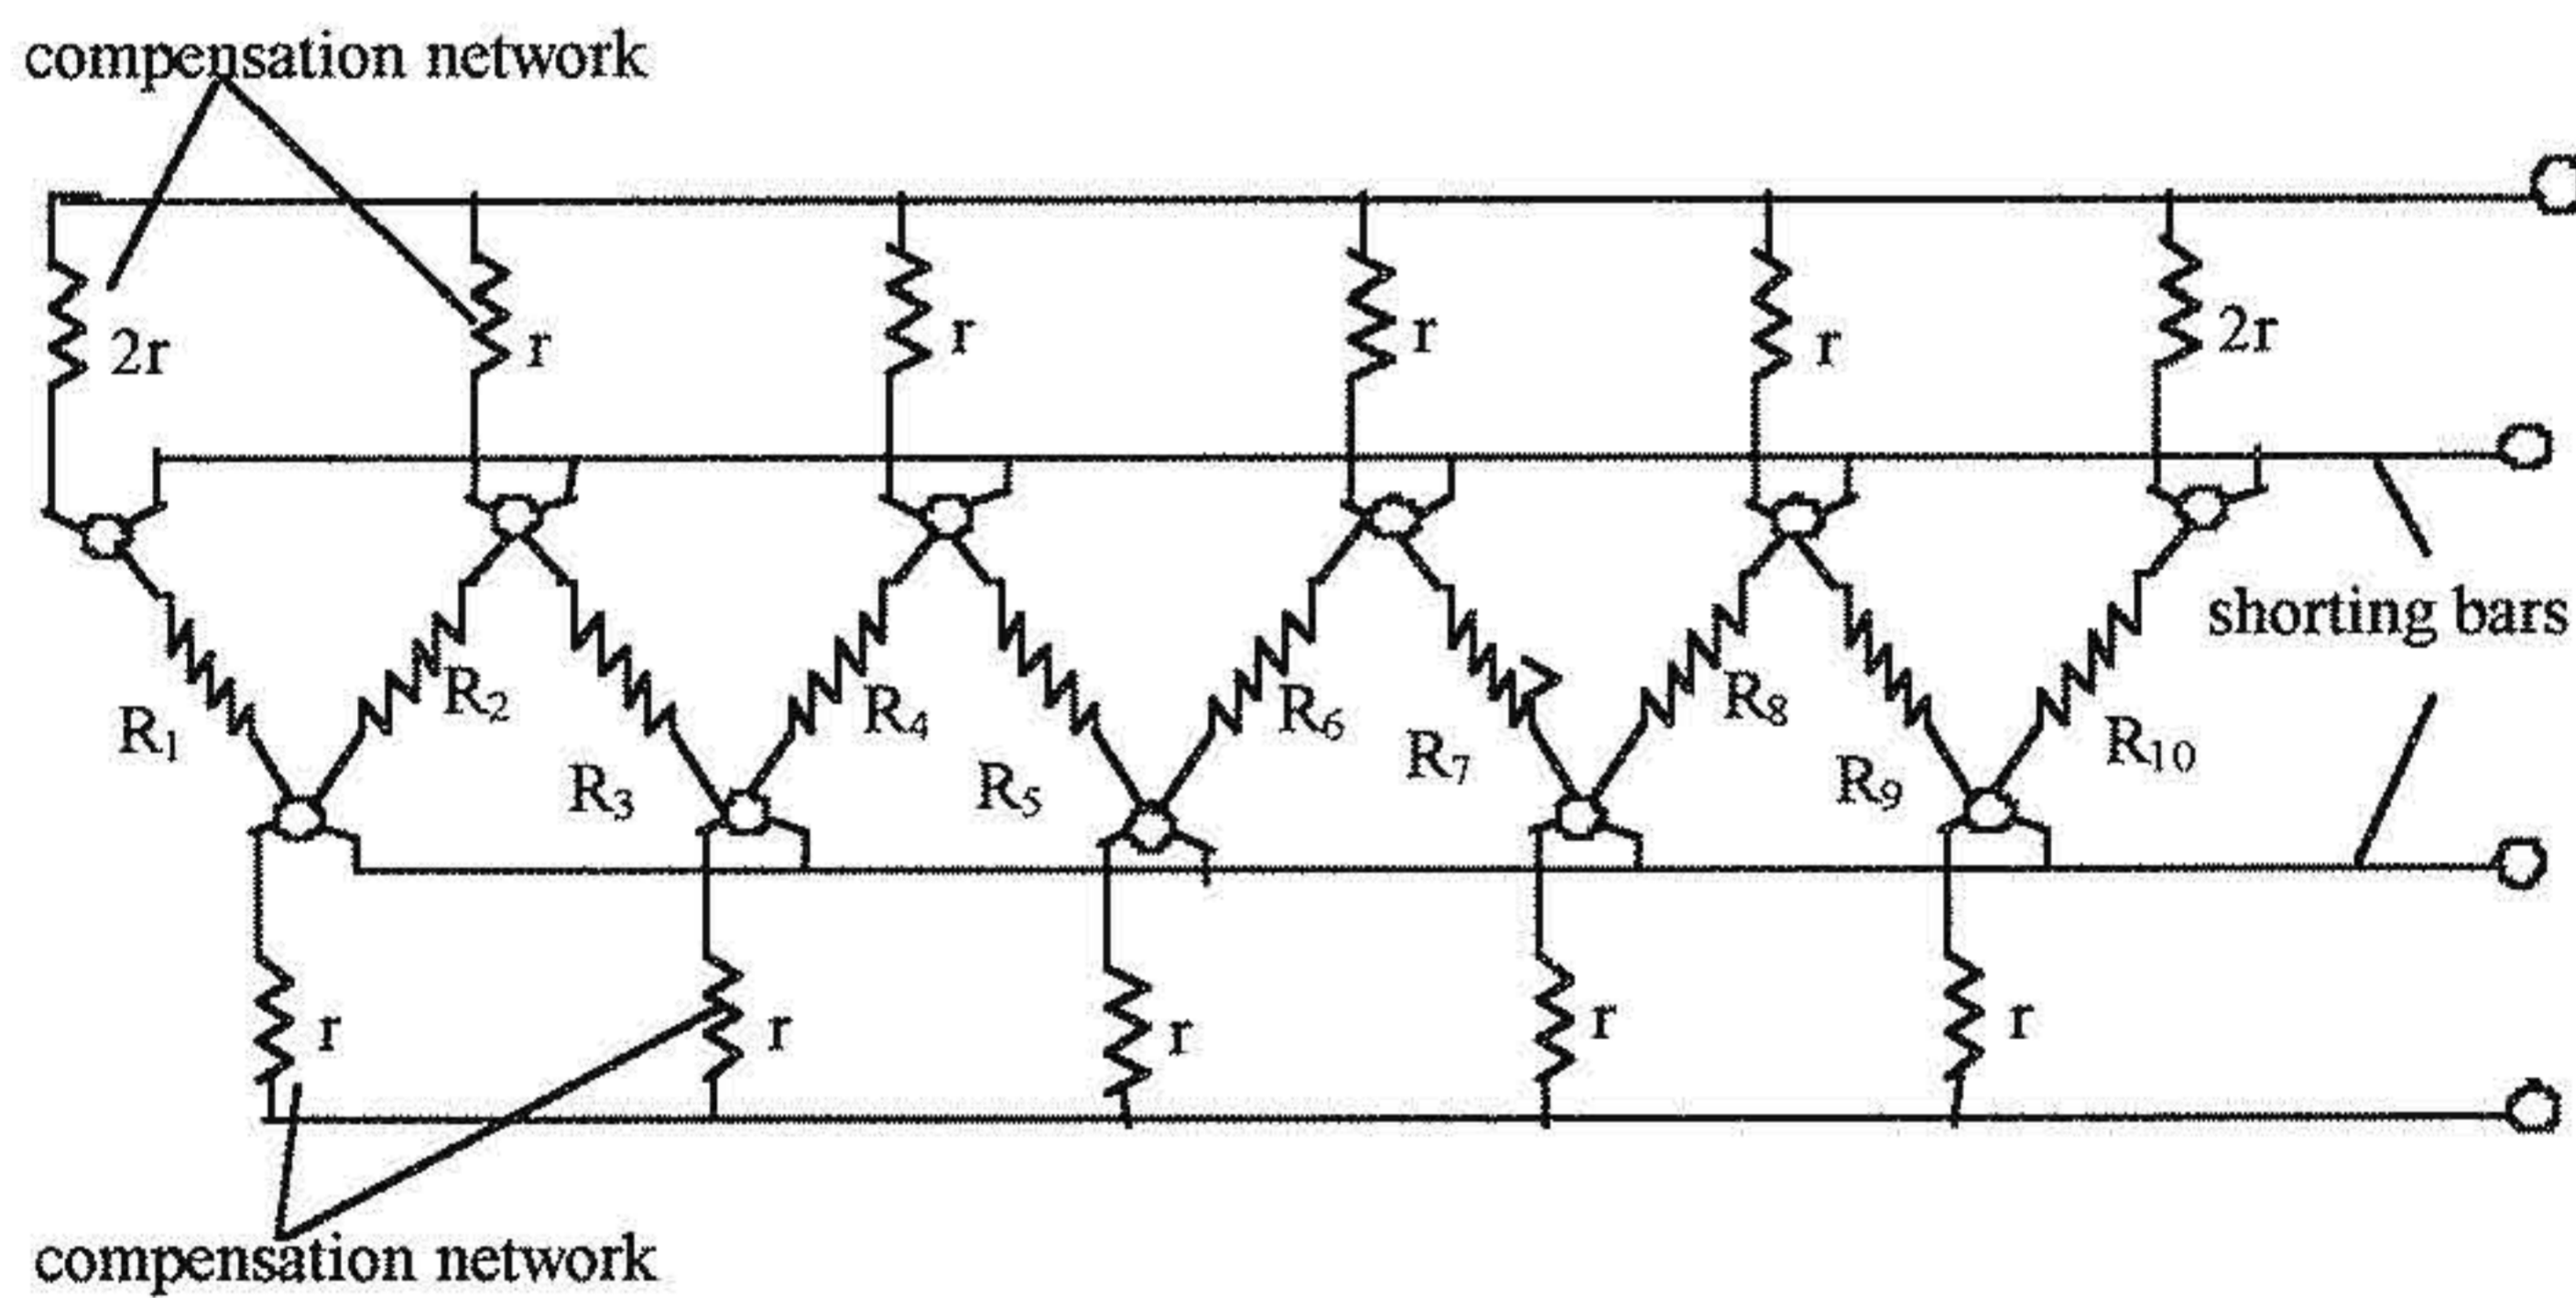 compensation network
2r
r
r
r
r
2r
shorting bars
R₁
R₂
R₃
R₄
R₅
R₆
R₇
R₈
R₉
R₁₀
r
r
r
r
r
compensation network